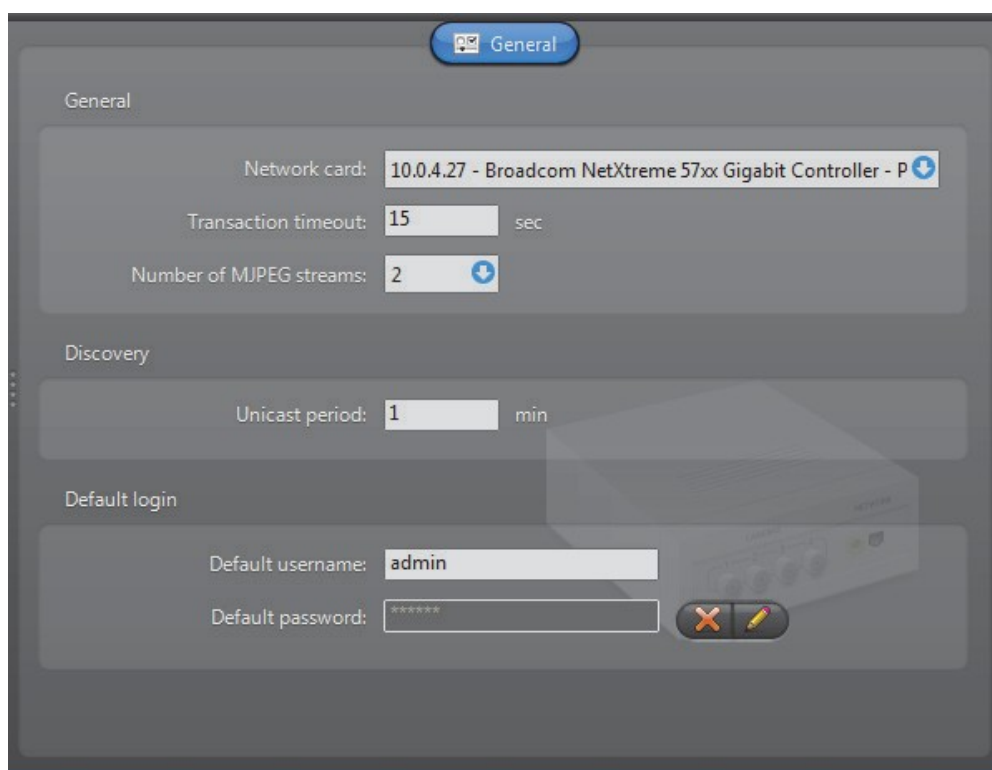 General
General
Network card: 10.0.4.27 - Broadcom NetXtreme 57xx Gigabit Controller - P
Transaction timeout: 15 sec
Number of MJPEG streams: 2
Discovery
Unicast period: 1 min
Default login
Default username: admin
Default password: ******